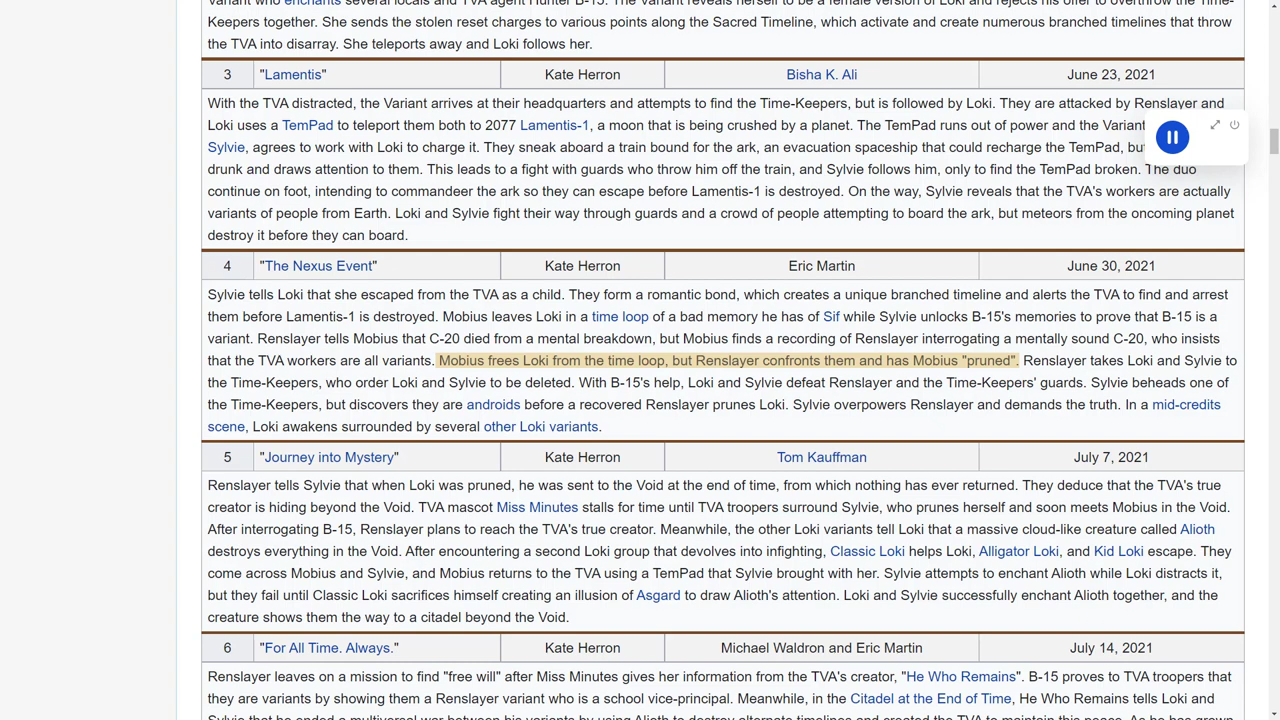 Variant who enchants several locals and TVA agent Hunter B-15. The Variant reveals herself to be a female version of Loki and rejects his offer to overthrow the Time-
Keepers together. She sends the stolen reset charges to various points along the Sacred Timeline, which activate and create numerous branched timelines that throw
the TVA into disarray. She teleports away and Loki follows her.
3 "Lamentis" Kate Herron Bisha K. Ali June 23, 2021
With the TVA distracted, the Variant arrives at their headquarters and attempts to find the Time-Keepers, but is followed by Loki. They are attacked by Renslayer and
Loki uses a TemPad to teleport them both to 2077 Lamentis-1, a moon that is being crushed by a planet. The TemPad runs out of power and the Variant
Sylvie, agrees to work with Loki to charge it. They sneak aboard a train bound for the ark, an evacuation spaceship that could recharge the TemPad,
drunk and draws attention to them. This leads to a fight with guards who throw him off the train, and Sylvie follows him, only to find the TemPad broken. The duo
continue on foot, intending to commandeer the ark so they can escape before Lamentis-1 is destroyed. On the way, Sylvie reveals that the TVA's workers are actually
variants of people from Earth. Loki and Sylvie fight their way through guards and a crowd of people attempting to board the ark, but meteors from the oncoming planet
destroy it before they can board.
4 "The Nexus Event" Kate Herron Eric Martin June 30, 2021
Sylvie tells Loki that she escaped from the TVA as a child. They form a romantic bond, which creates a unique branched timeline and alerts the TVA to find and arrest
them before Lamentis-1 is destroyed. Mobius leaves Loki in a time loop of a bad memory he has of Sif while Sylvie unlocks B-15's memories to prove that B-15 is a
variant. Renslayer tells Mobius that C-20 died from a mental breakdown, but Mobius finds a recording of Renslayer interrogating a mentally sound C-20, who insists
that the TVA workers are all variants. Mobius frees Loki from the time loop, but Renslayer confronts them and has Mobius "pruned". Renslayer takes Loki and Sylvie to
the Time-Keepers, who order Loki and Sylvie to be deleted. With B-15's help, Loki and Sylvie defeat Renslayer and the Time-Keepers' guards. Sylvie beheads one of
the Time-Keepers, but discovers they are androids before a recovered Renslayer prunes Loki. Sylvie overpowers Renslayer and demands the truth. In a mid-credits
scene, Loki awakens surrounded by several other Loki variants.
5 "Journey into Mystery" Kate Herron Tom Kauffman July 7, 2021
Renslayer tells Sylvie that when Loki was pruned, he was sent to the Void at the end of time, from which nothing has ever returned. They deduce that the TVA's true
creator is hiding beyond the Void. TVA mascot Miss Minutes stalls for time until TVA troopers surround Sylvie, who prunes herself and soon meets Mobius in the Void.
After interrogating B-15, Renslayer plans to reach the TVA's true creator. Meanwhile, the other Loki variants tell Loki that a massive cloud-like creature called Alioth
destroys everything in the Void. After encountering a second Loki group that devolves into infighting, Classic Loki helps Loki, Alligator Loki, and Kid Loki escape. They
come across Mobius and Sylvie, and Mobius returns to the TVA using a TemPad that Sylvie brought with her. Sylvie attempts to enchant Alioth while Loki distracts it,
but they fail until Classic Loki sacrifices himself creating an illusion of Asgard to draw Alioth's attention. Loki and Sylvie successfully enchant Alioth together, and the
creature shows them the way to a citadel beyond the Void.
6 "For All Time. Always." Kate Herron Michael Waldron and Eric Martin July 14, 2021
Renslayer leaves on a mission to find "free will" after Miss Minutes gives her information from the TVA's creator, "He Who Remains". B-15 proves to TVA troopers that
they are variants by showing them a Renslayer variant who is a school vice-principal. Meanwhile, in the Citadel at the End of Time, He Who Remains tells Loki and
Sylvie that he ended a multiversal war between his variants by using Alioth to destroy alternate timelines and created the TVA to maintain this peace. As he has grown